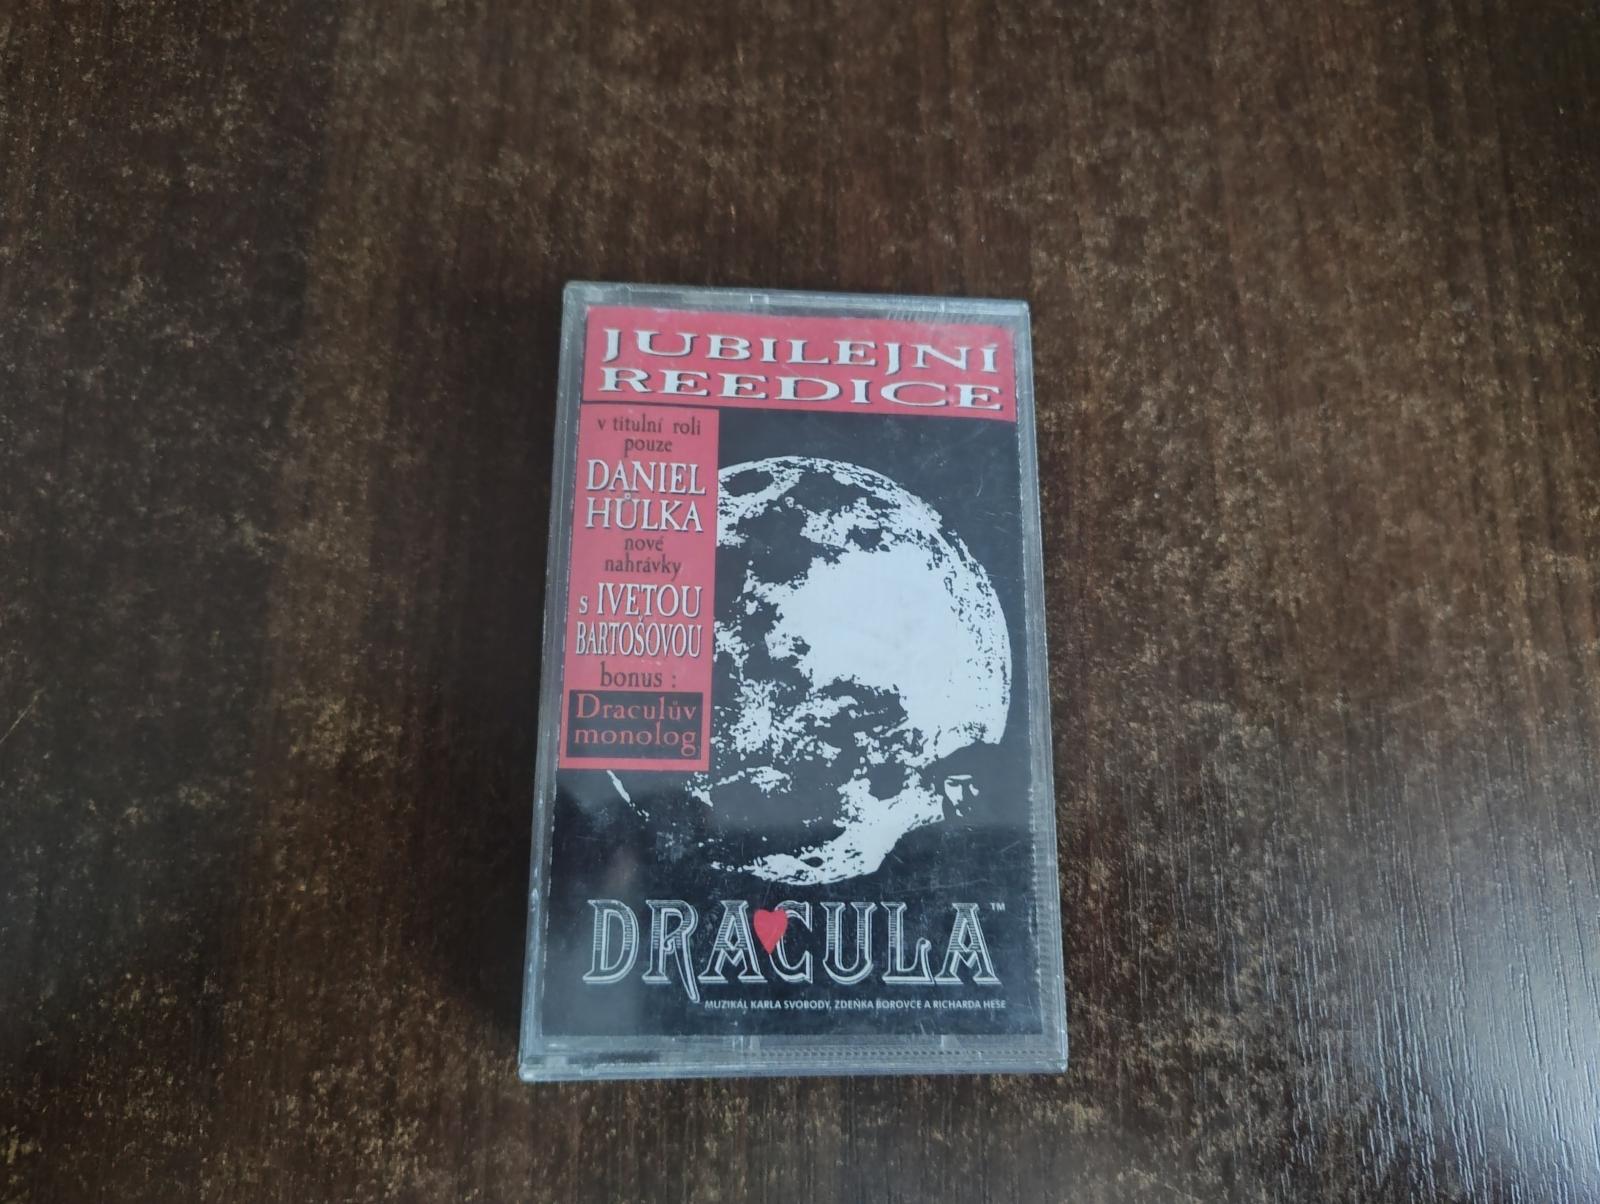 JUBILEJNÍ
REEDICE
v titulní roli
pouze
DANIEL
HŮLKA
nové
nahrávky
s IVETOU
BARTOŠOVOU
bonus :
Draculův
monolog
DRACULA™
MUZIKÁL KARLA SVOBODY, ZDEŇKA BOROVCE A RICHARDA HESE